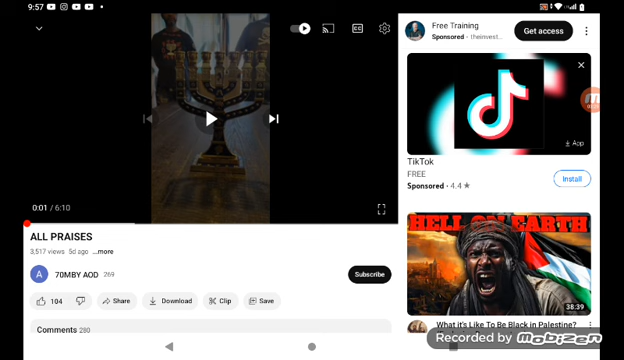 9:57
Free Training
Sponsored • theinvest...
Get access
CC
0:01 / 6:10
TikTok
FREE
Sponsored • 4.4 ★
App
Install
ALL PRAISES
3,517 views 5d ago ...more
A
70MBY AOD 269
Subscribe
104
Share
Download
Clip
Save
Comments 280
HELL ON EARTH
38:39
What it's Like To Be Black in Palestine?
Recorded by
mobizen